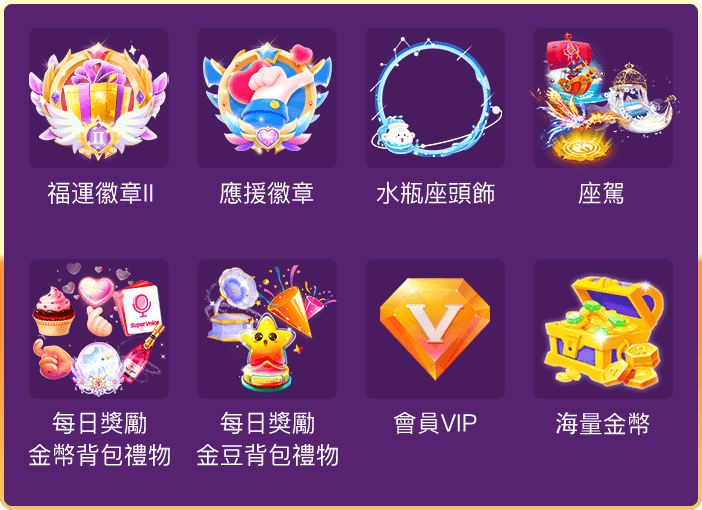 福運徽章II
應援徽章
水瓶座頭飾
座駕
Super Voice
每日獎勵
金幣背包禮物
每日獎勵
金豆背包禮物
V
會員VIP
海量金幣